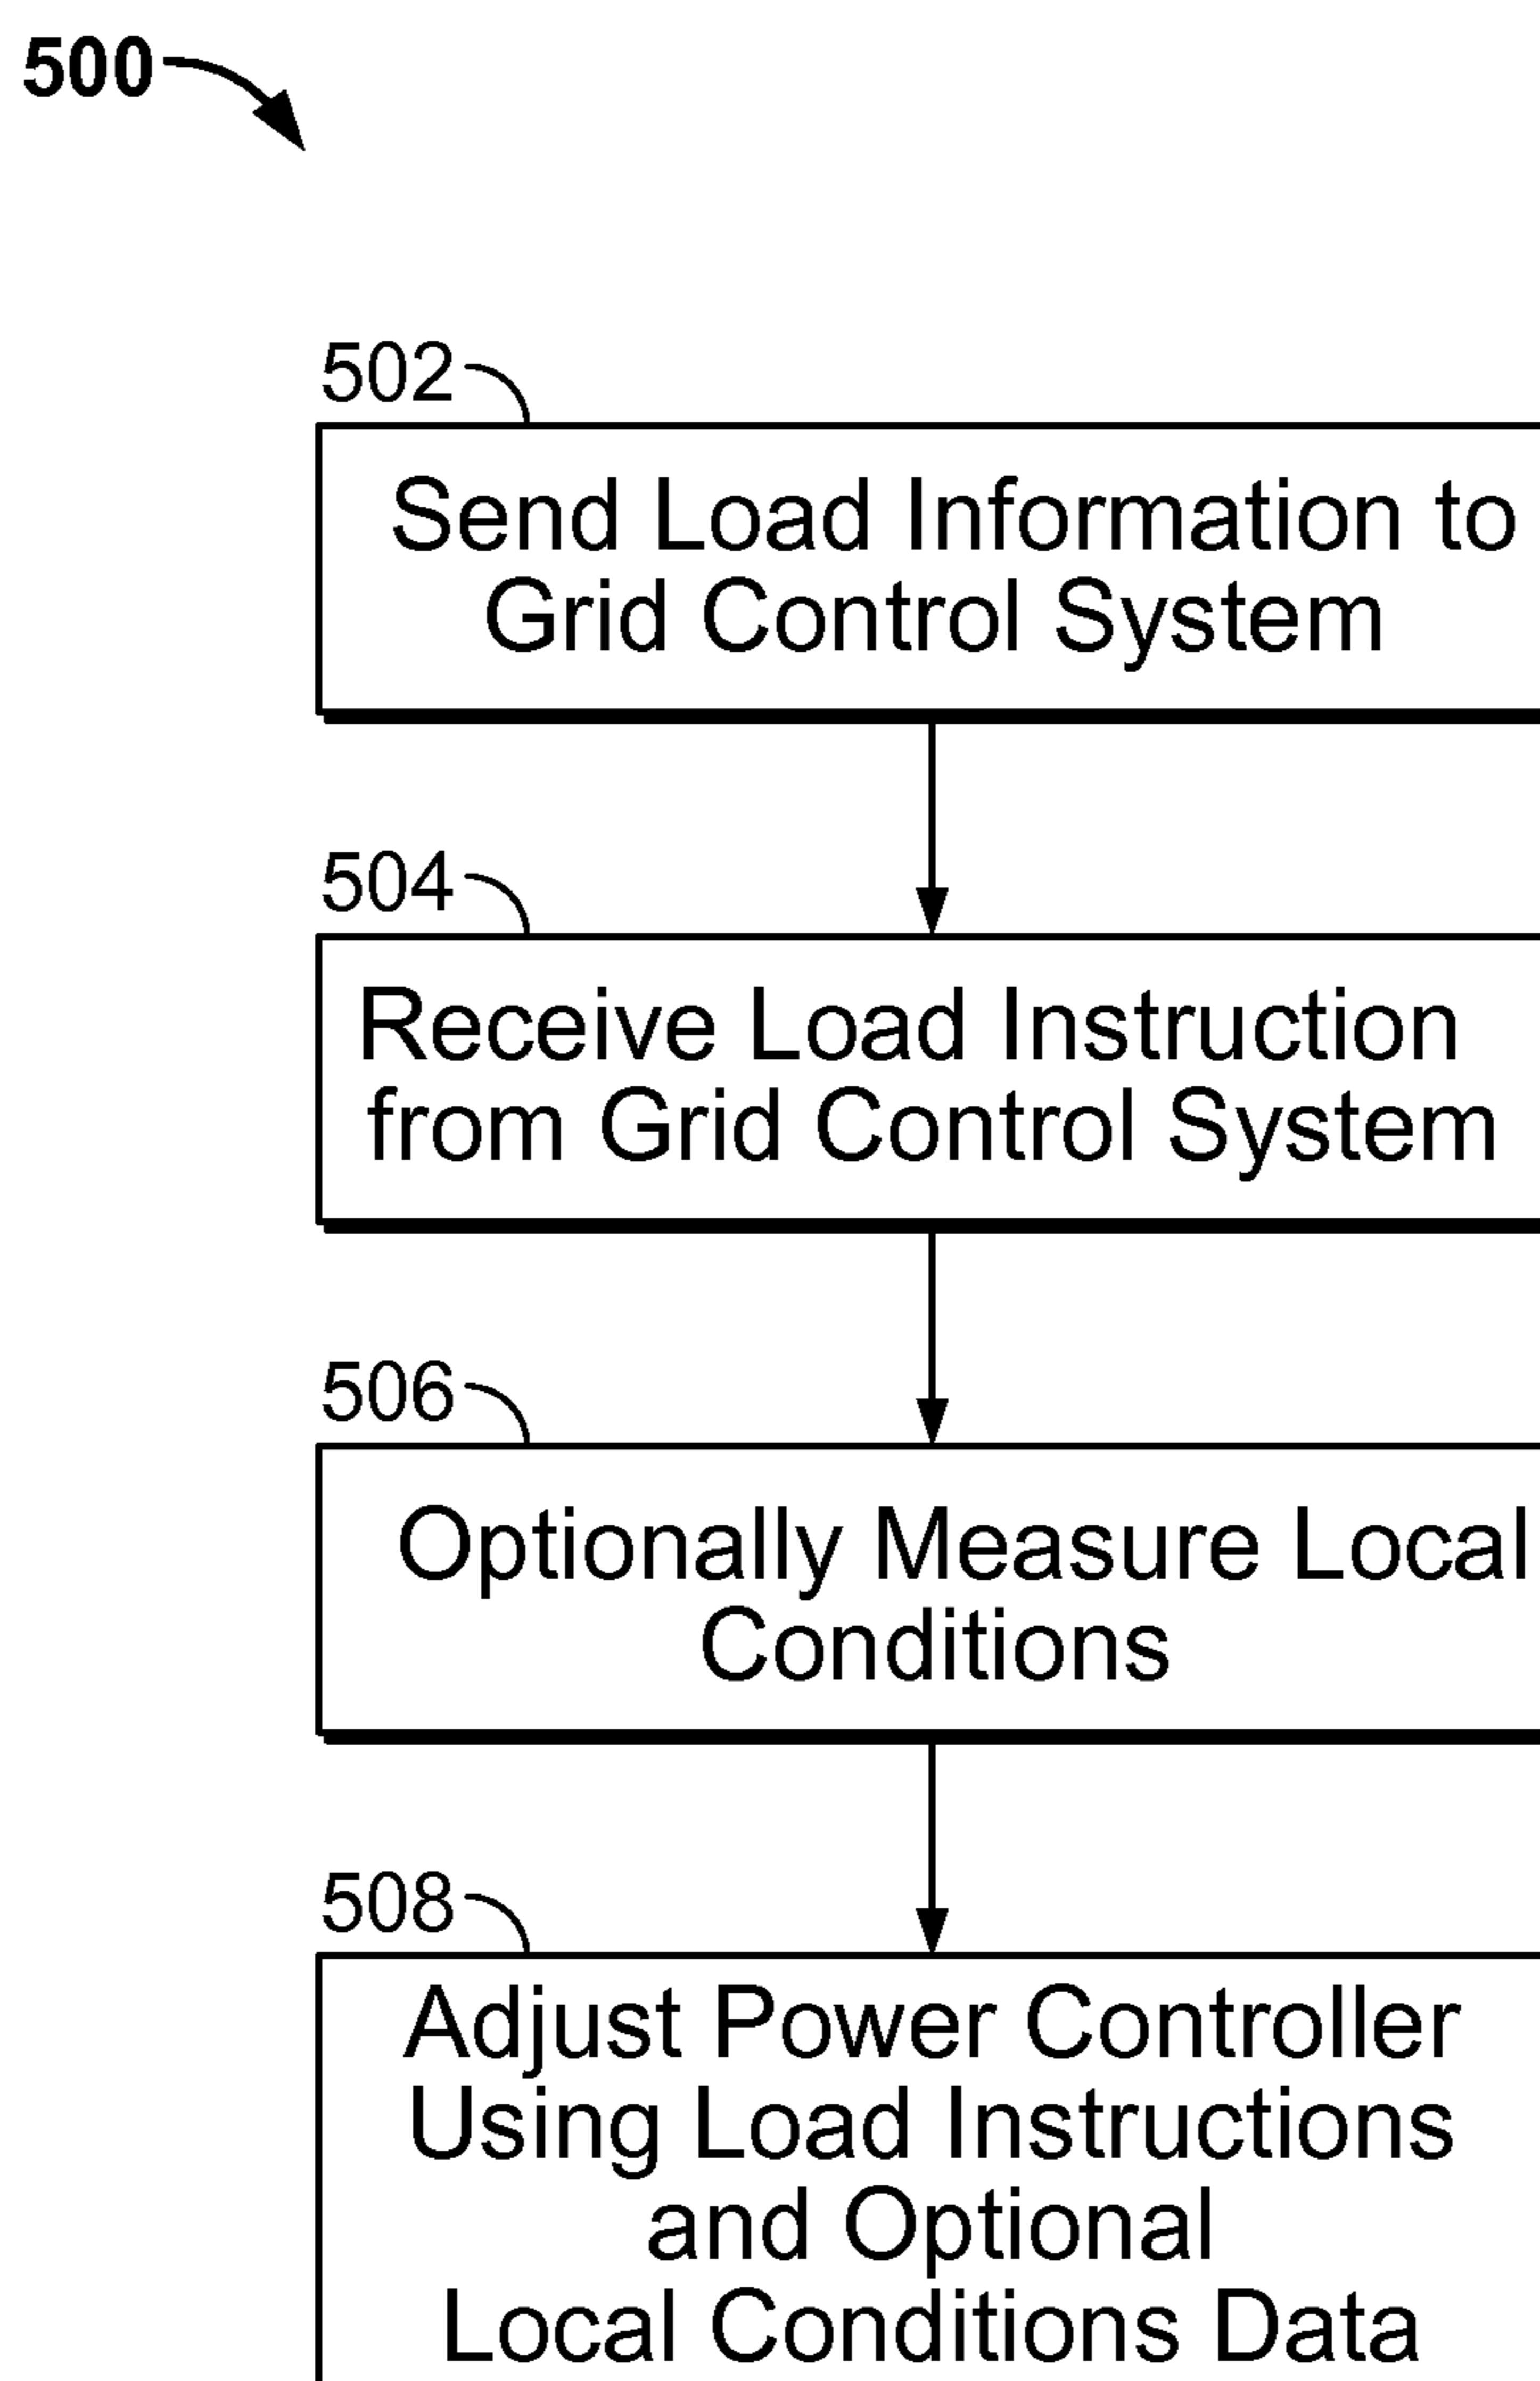 500
502
Send Load Information to
Grid Control System
504
Receive Load Instruction
from Grid Control System
506
Optionally Measure Local
Conditions
508
Adjust Power Controller
Using Load Instructions
and Optional
Local Conditions Data